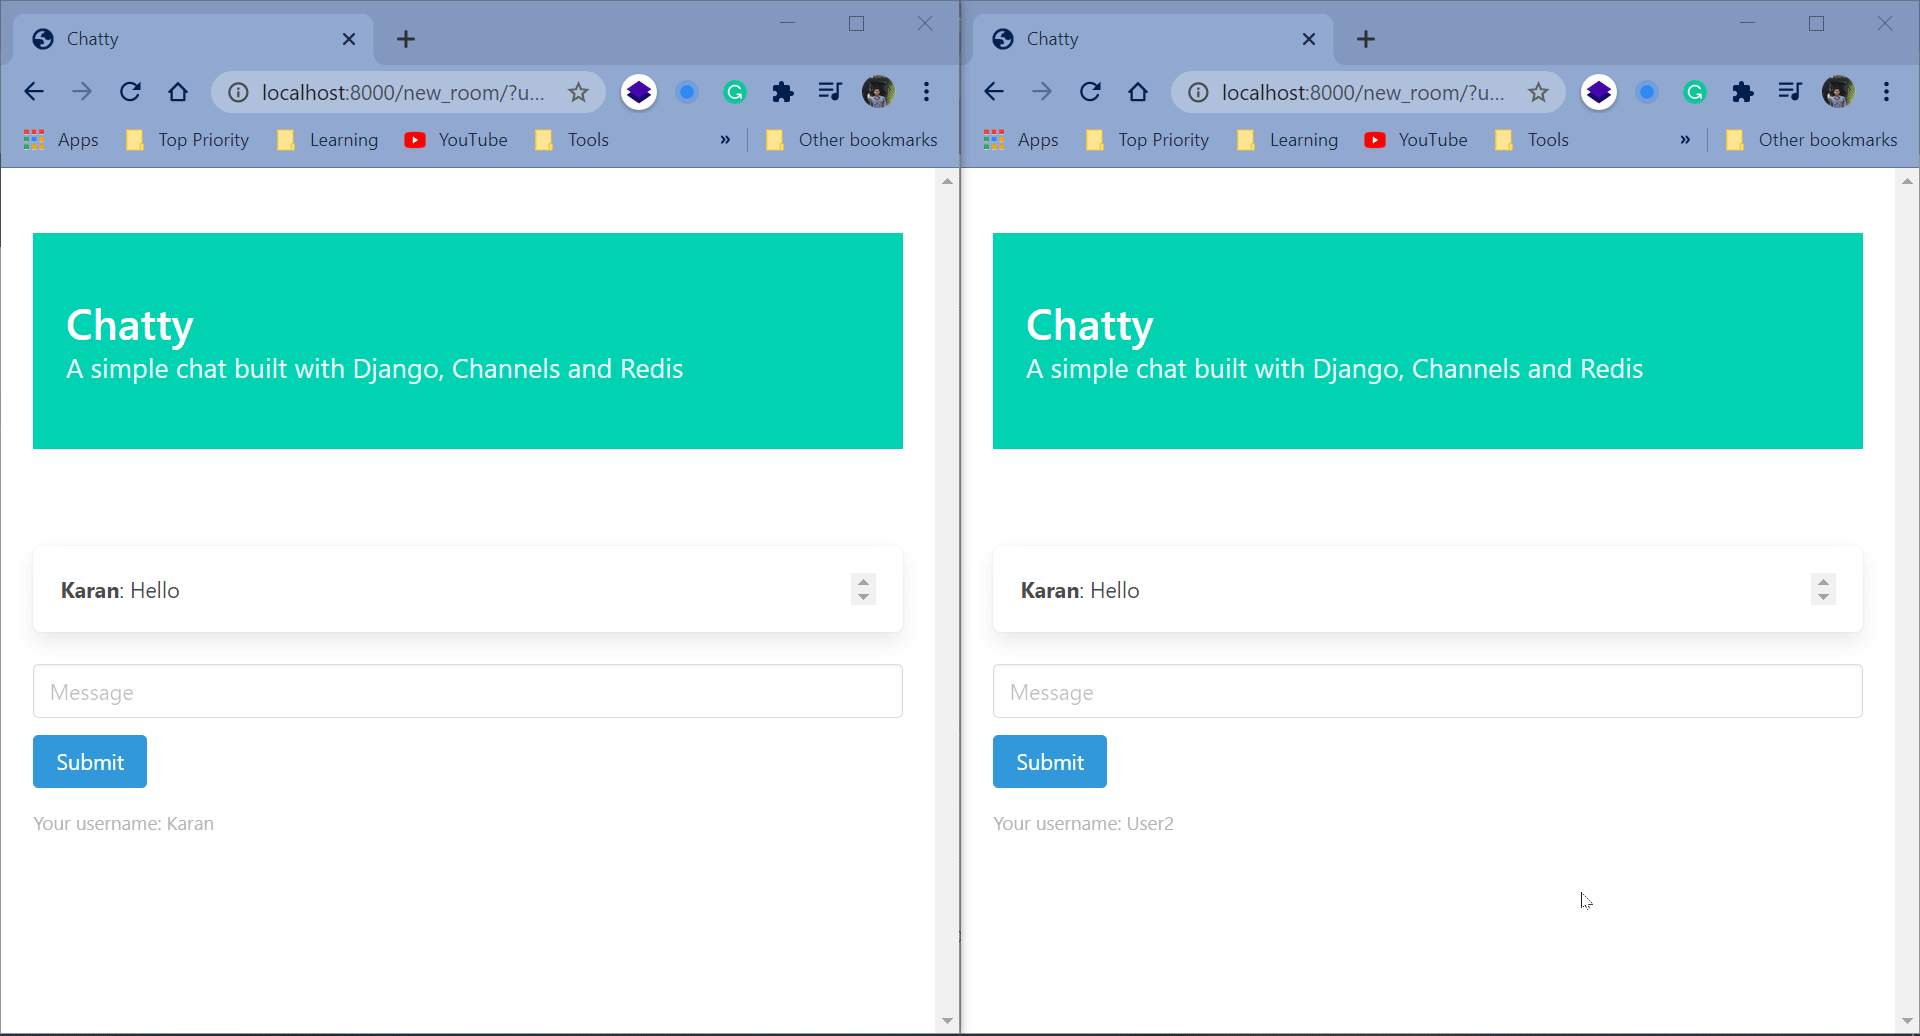 Chatty
localhost:8000/new_room/?u...
Apps Top Priority Learning YouTube Tools » Other bookmarks
Chatty
A simple chat built with Django, Channels and Redis
Karan: Hello
Message
Submit
Your username: Karan
Chatty
localhost:8000/new_room/?u...
Apps Top Priority Learning YouTube Tools » Other bookmarks
Chatty
A simple chat built with Django, Channels and Redis
Karan: Hello
Message
Submit
Your username: User2